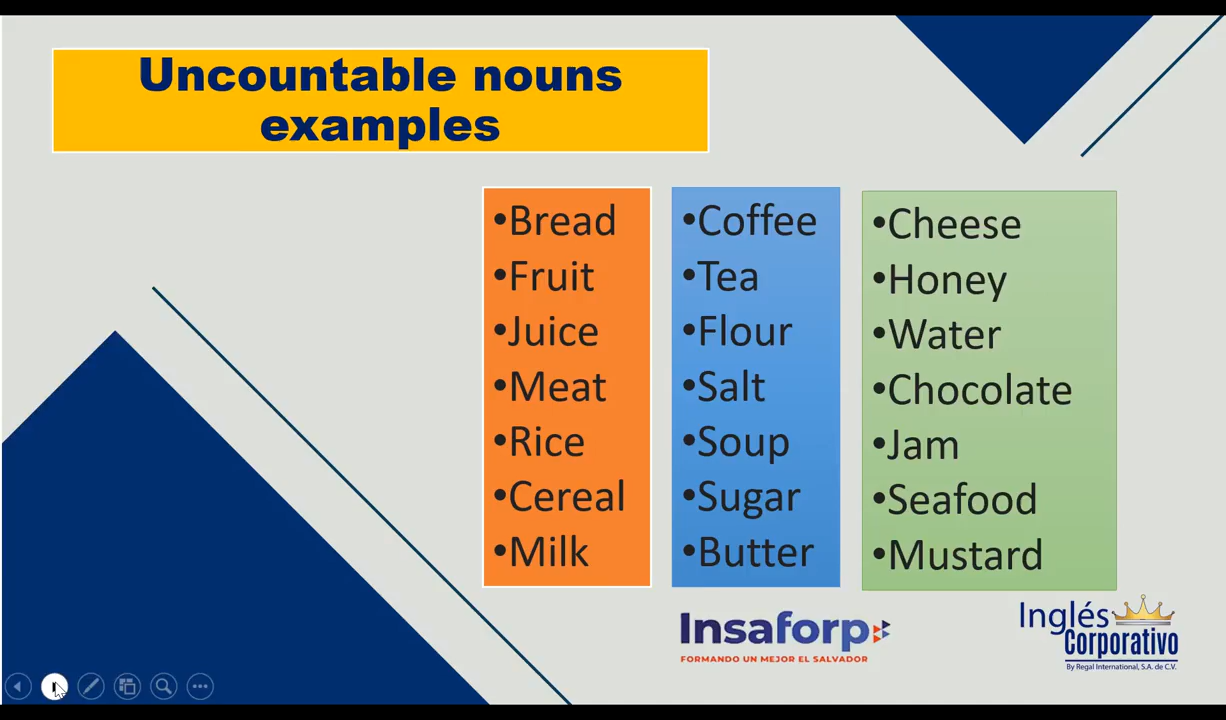 Uncountable nouns
examples
•Bread
•Fruit
•Juice
•Meat
•Rice
•Cereal
•Milk
•Coffee
•Tea
•Flour
•Salt
•Soup
•Sugar
•Butter
•Cheese
•Honey
•Water
•Chocolate
•Jam
•Seafood
•Mustard
Insaforp
FORMANDO UN MEJOR EL SALVADOR
Inglés
Corporativo
By Regal International, S.A. de C.V.